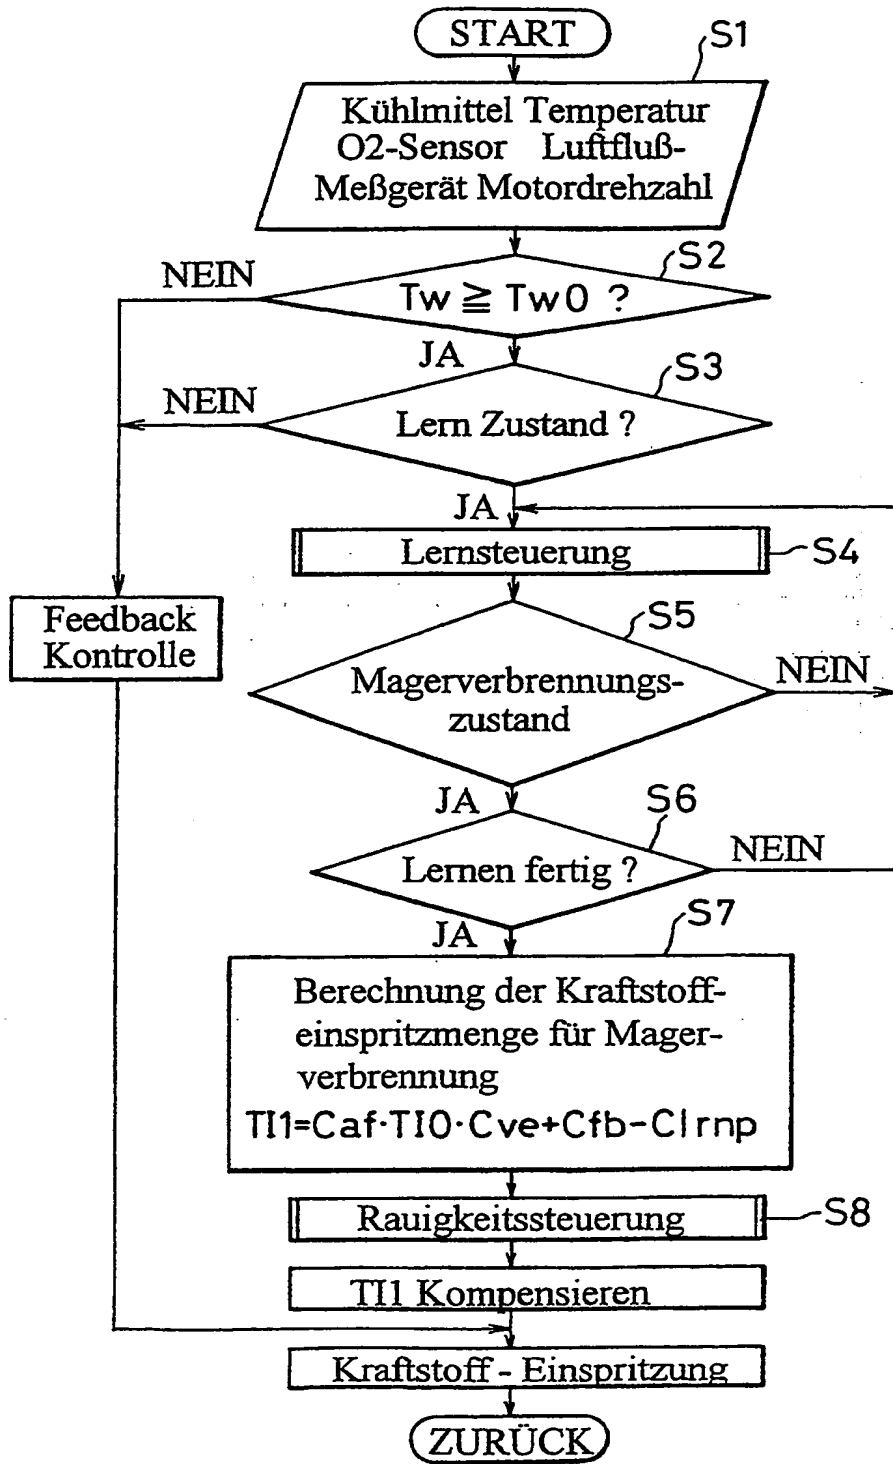 START
S1
Kühlmittel Temperatur
O2-Sensor Luftfluß-
Meßgerät Motordrehzahl
S2
NEIN
Tw ≧ Tw0 ?
JA
S3
NEIN
Lern Zustand ?
JA
Lernsteuerung
S4
Feedback
Kontrolle
S5
Magerverbrennungs-
zustand
NEIN
JA
S6
Lernen fertig ?
NEIN
JA
S7
Berechnung der Kraftstoff-
einspritzmenge für Mager-
verbrennung
TI1=Caf·TI0·Cve+Cfb-Clrnp
Rauigkeitssteuerung
S8
TI1 Kompensieren
Kraftstoff - Einspritzung
ZURÜCK